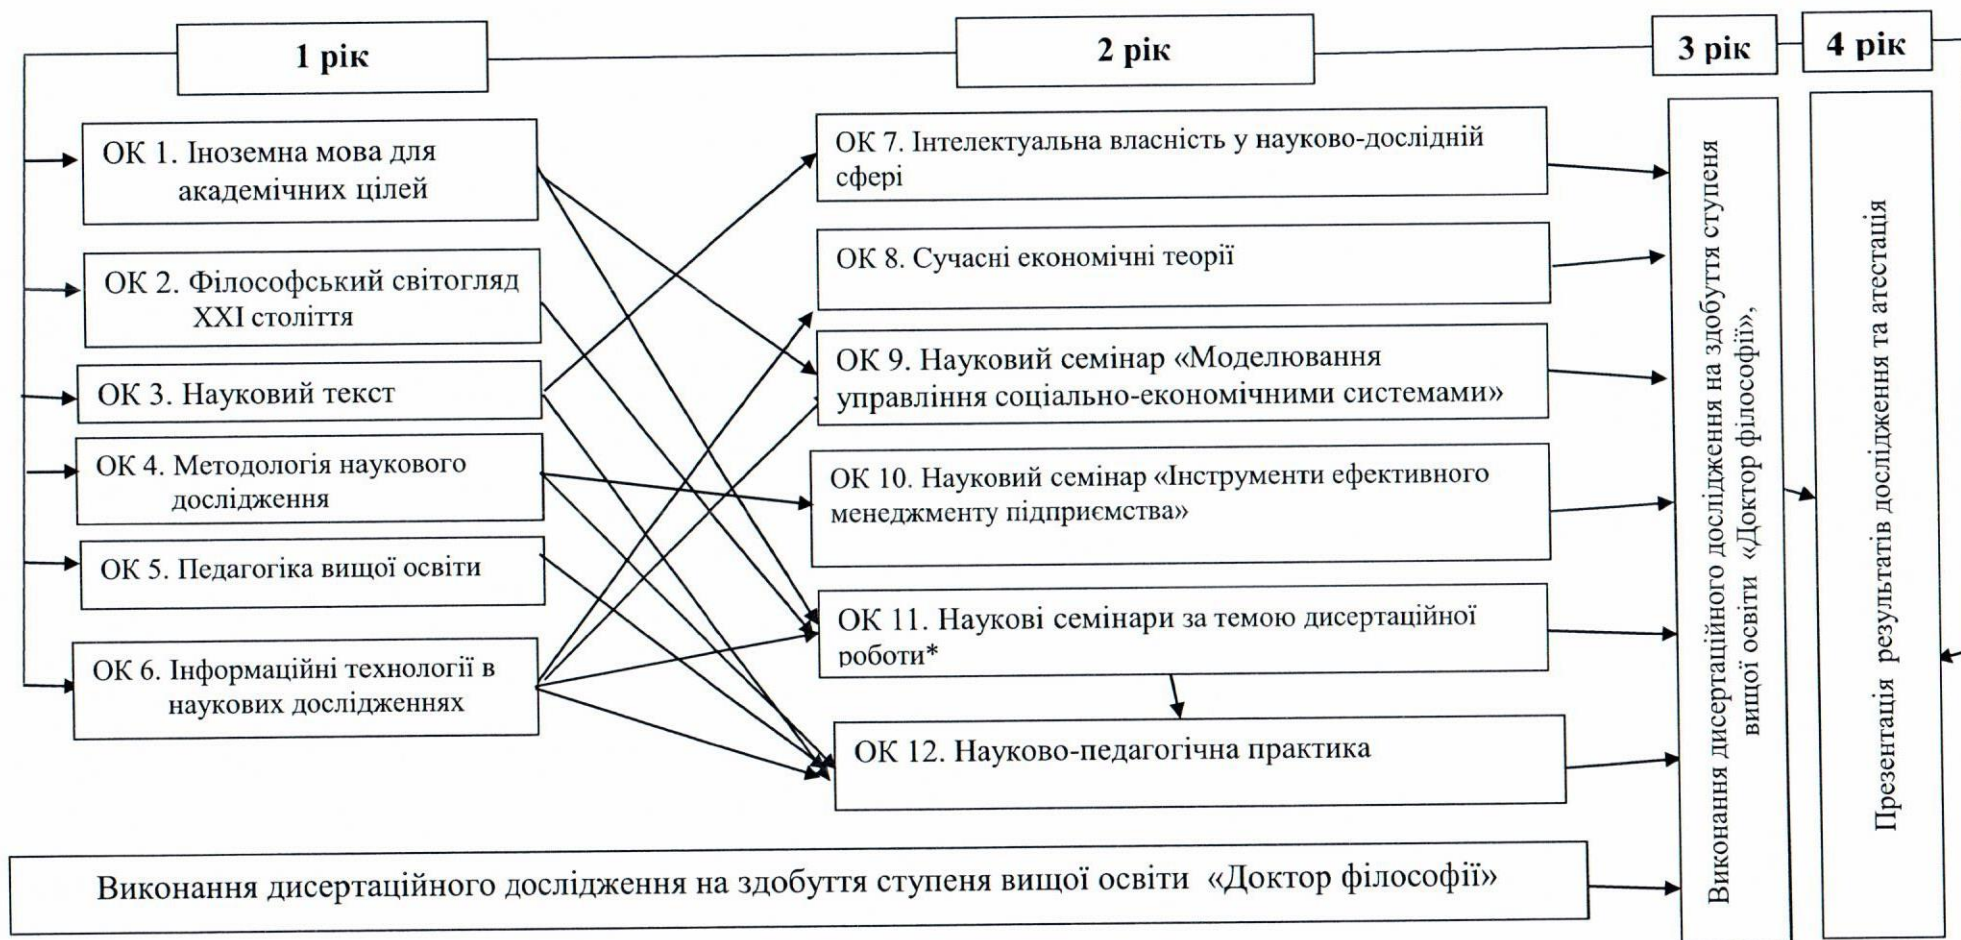 1 рік
2 рік
3 рік
4 рік
ОК 1. Іноземна мова для
академічних цілей
ОК 2. Філософський світогляд
ХХІ століття
ОК 3. Науковий текст
ОК 4. Методологія наукового
дослідження
ОК 5. Педагогіка вищої освіти
ОК 6. Інформаційні технології в
наукових дослідженнях
ОК 7. Інтелектуальна власність у науково-дослідній
сфері
ОК 8. Сучасні економічні теорії
ОК 9. Науковий семінар «Моделювання
управління соціально-економічними системами»
ОК 10. Науковий семінар «Інструменти ефективного
менеджменту підприємства»
ОК 11. Наукові семінари за темою дисертаційної
роботи*
ОК 12. Науково-педагогічна практика
Виконання дисертаційного дослідження на здобуття ступеня вищої освіти «Доктор філософії»
Виконання дисертаційного дослідження на здобуття ступеня
вищої освіти «Доктор філософії»,
Презентація результатів дослідження та атестація